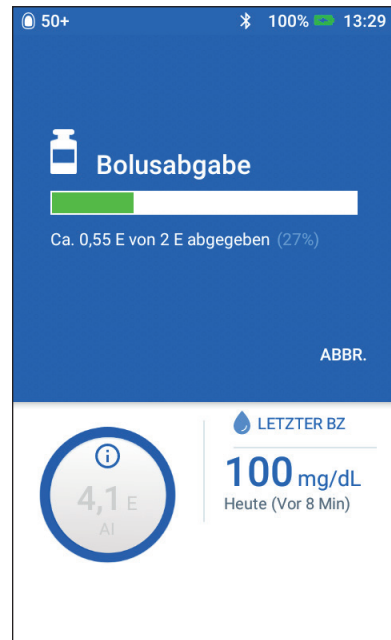 50+ 100% 13:29
Bolusabgabe
Ca. 0,55 E von 2 E abgegeben (27%)
ABBR.
4,1 E
AI
LETZTER BZ
100 mg/dL
Heute (Vor 8 Min)